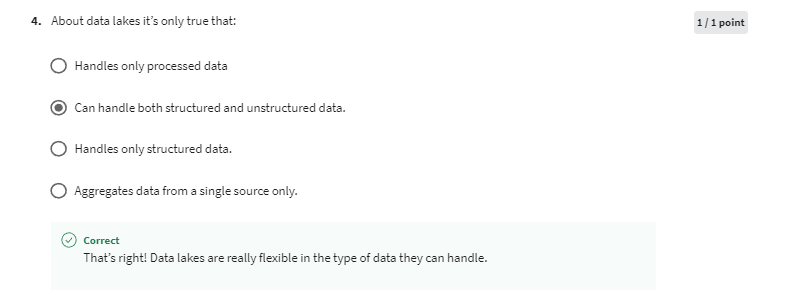 4. About data lakes it's only true that:
1 / 1 point
Handles only processed data
Can handle both structured and unstructured data.
Handles only structured data.
Aggregates data from a single source only.
Correct
That's right! Data lakes are really flexible in the type of data they can handle.